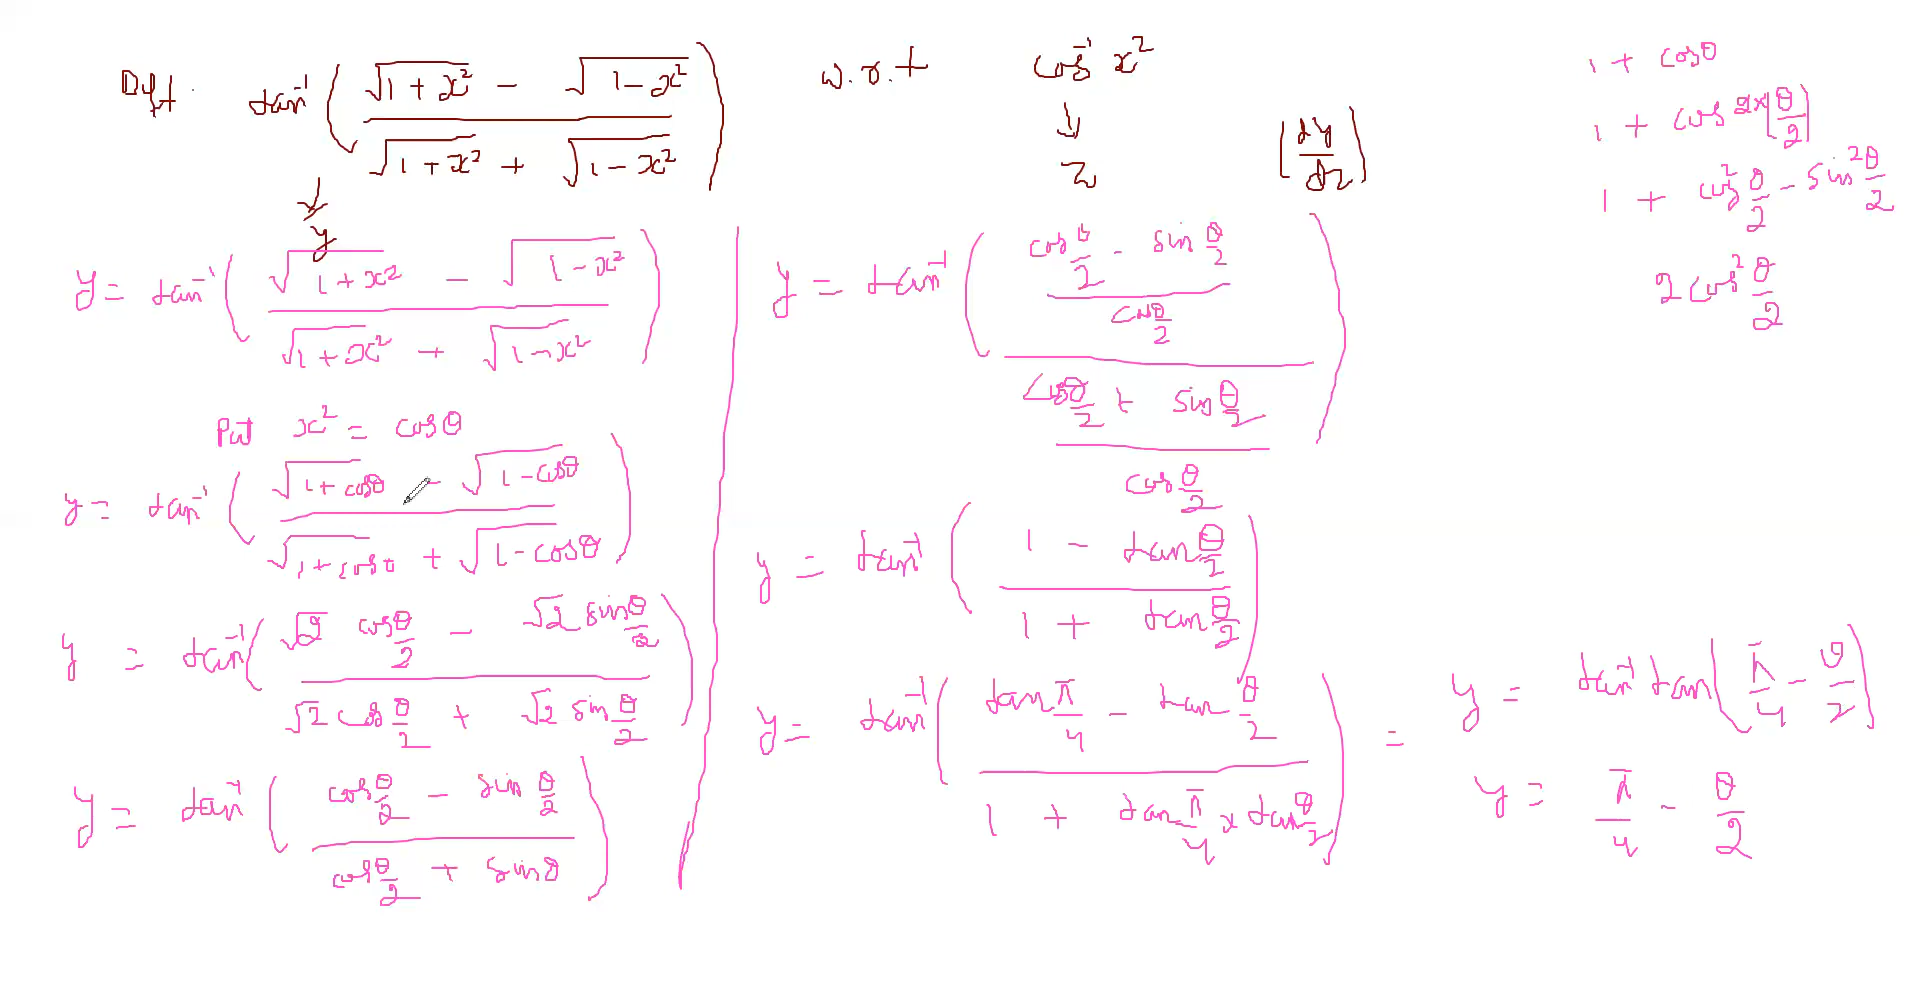 Diff. tan⁻¹ ( (√(1+x²) − √(1−x²)) / (√(1+x²) + √(1−x²)) ) w.r.t cos⁻¹ x²
↓ y
↓ z
[dy/dz]
y = tan⁻¹ ( (√(1+x²) − √(1−x²)) / (√(1+x²) + √(1−x²)) )
Put x² = cosθ
y = tan⁻¹ ( (√(1+cosθ) − √(1−cosθ)) / (√(1+cosθ) + √(1−cosθ)) )
y = tan⁻¹ ( (√2 cos θ/2 − √2 sin θ/2) / (√2 cos θ/2 + √2 sin θ/2) )
y = tan⁻¹ ( (cos θ/2 − sin θ/2) / (cos θ/2 + sin θ) )
y = tan⁻¹ ( ((cos θ/2 − sin θ/2) / (cos θ/2)) / ((cos θ/2 + sin θ/2) / (cos θ/2)) )
y = tan⁻¹ ( (1 − tan θ/2) / (1 + tan θ/2) )
y = tan⁻¹ ( (tan π/4 − tan θ/2) / (1 + tan π/4 × tan θ/2) ) =
y = tan⁻¹ tan ( π/4 − θ/2 )
y = π/4 − θ/2
1 + cosθ
1 + cos 2×[θ/2]
1 + cos² θ/2 − sin² θ/2
2 cos² θ/2